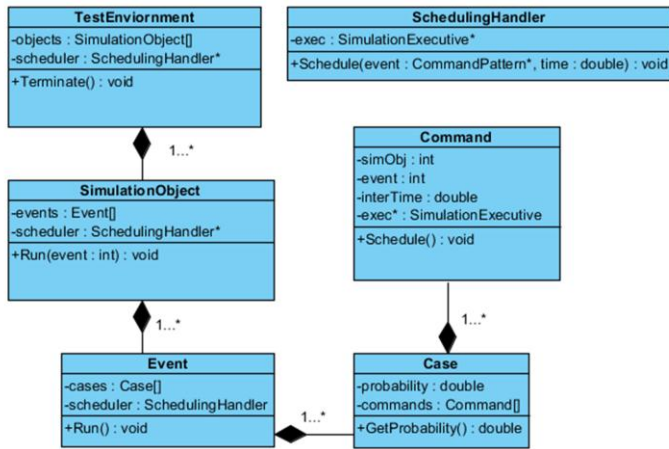 TestEnviornment
-objects : SimulationObject[]
-scheduler : SchedulingHandler*
+Terminate() : void
SchedulingHandler
-exec : SimulationExecutive*
+Schedule(event : CommandPattern*, time : double) : void
1...*
Command
-simObj : int
-event : int
-interTime : double
-exec* : SimulationExecutive
+Schedule() : void
SimulationObject
-events : Event[]
-scheduler : SchedulingHandler*
+Run(event : int) : void
1...*
1...*
Event
-cases : Case[]
-scheduler : SchedulingHandler
+Run() : void
1...*
Case
-probability : double
-commands : Command[]
+GetProbability() : double